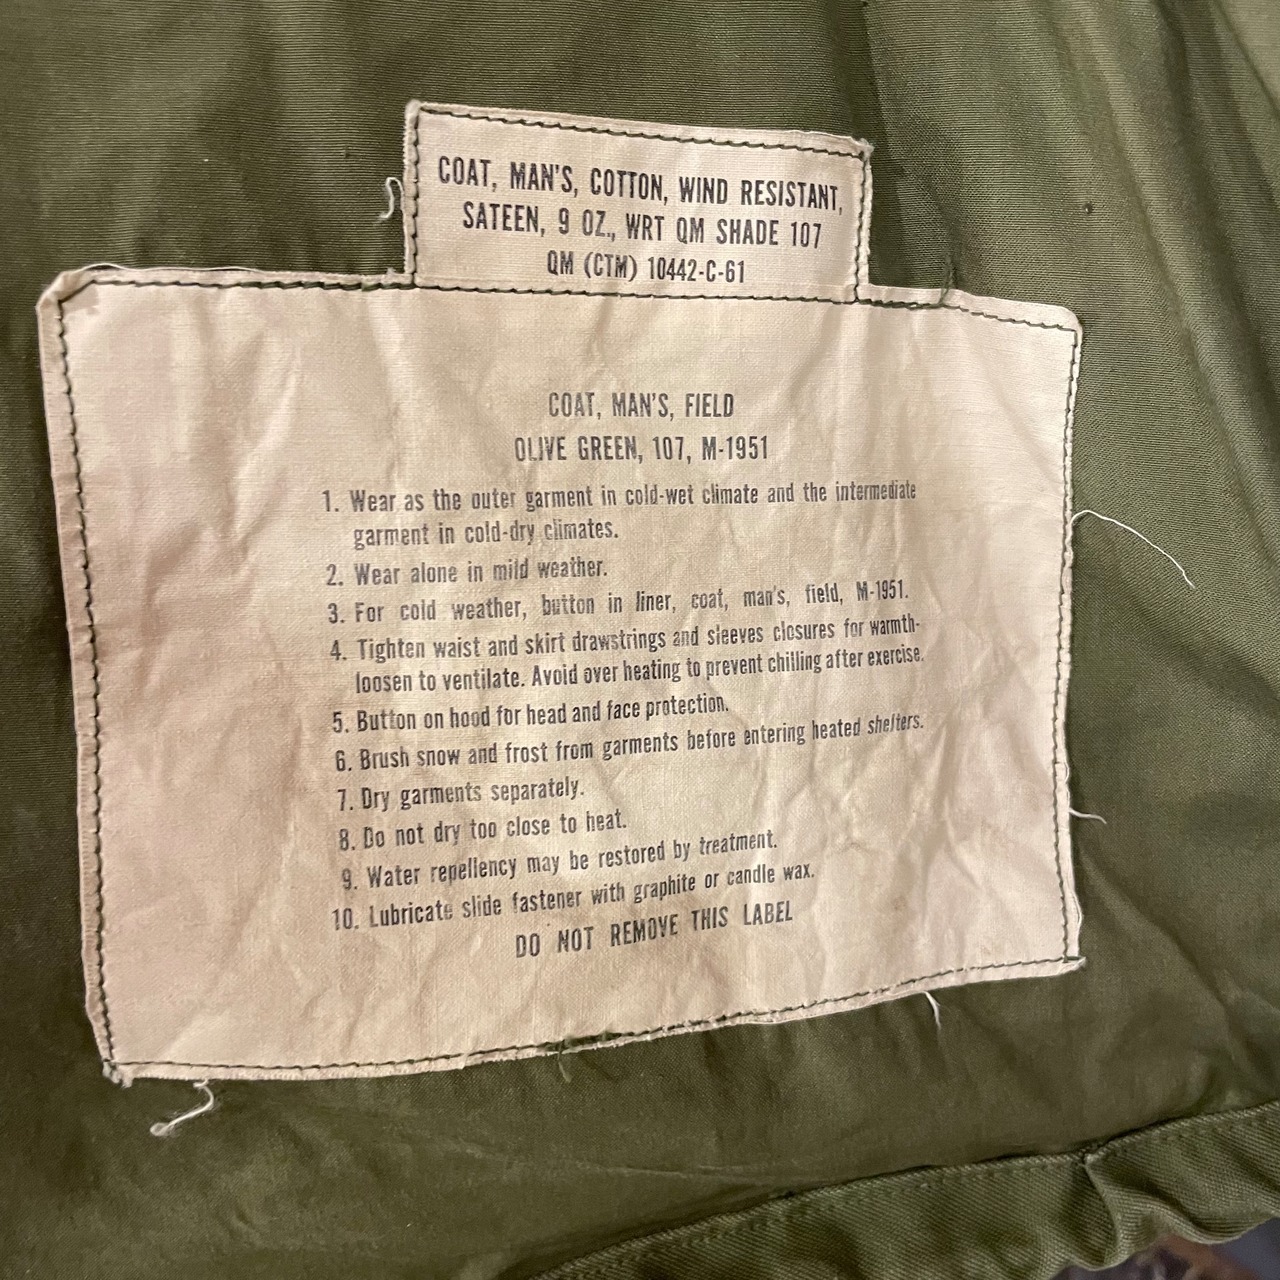 COAT, MAN'S, COTTON, WIND RESISTANT,
SATEEN, 9 OZ., WRT QM SHADE 107
QM (CTM) 10442-C-61
COAT, MAN'S, FIELD
OLIVE GREEN, 107, M-1951
1. Wear as the outer garment in cold-wet climate and the intermediate
garment in cold-dry climates.
2. Wear alone in mild weather.
3. For cold weather, button in liner, coat, man's, field, M-1951.
4. Tighten waist and skirt drawstrings and sleeves closures for warmth-
loosen to ventilate. Avoid over heating to prevent chilling after exercise.
5. Button on hood for head and face protection.
6. Brush snow and frost from garments before entering heated shelters.
7. Dry garments separately.
8. Do not dry too close to heat.
9. Water repellency may be restored by treatment.
10. Lubricate slide fastener with graphite or candle wax.
DO NOT REMOVE THIS LABEL